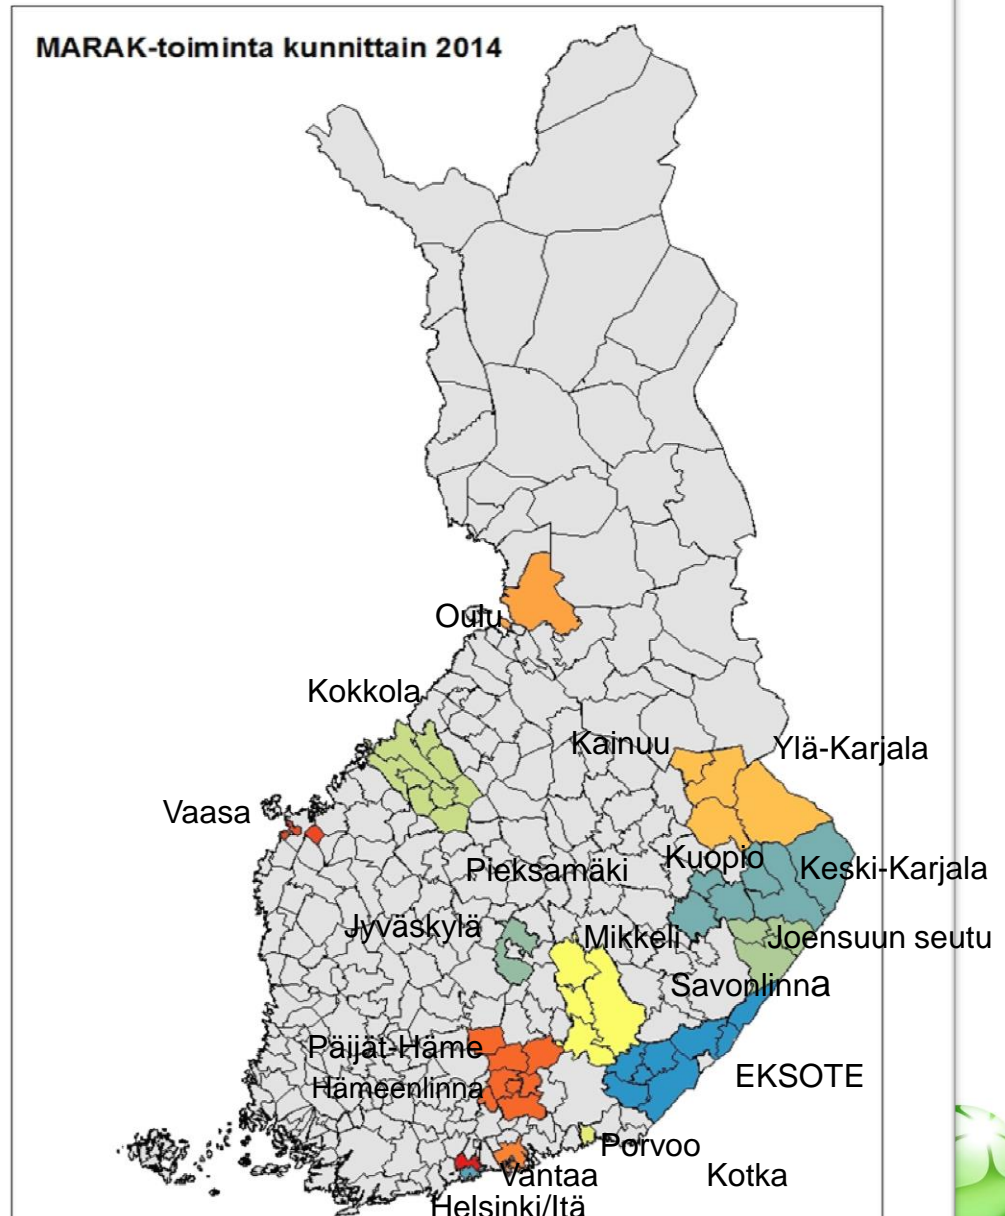 MARAK-toiminta kunnittain 2014
Oulu
Kokkola
Kainuu
Ylä-Karjala
Vaasa
Pieksamäki
Kuopio
Keski-Karjala
Jyväskylä
Mikkeli
Joensuun seutu
Savonlinna
Päijät-Häme
Hämeenlinna
EKSOTE
Porvoo
Vantaa
Kotka
Helsinki/Itä